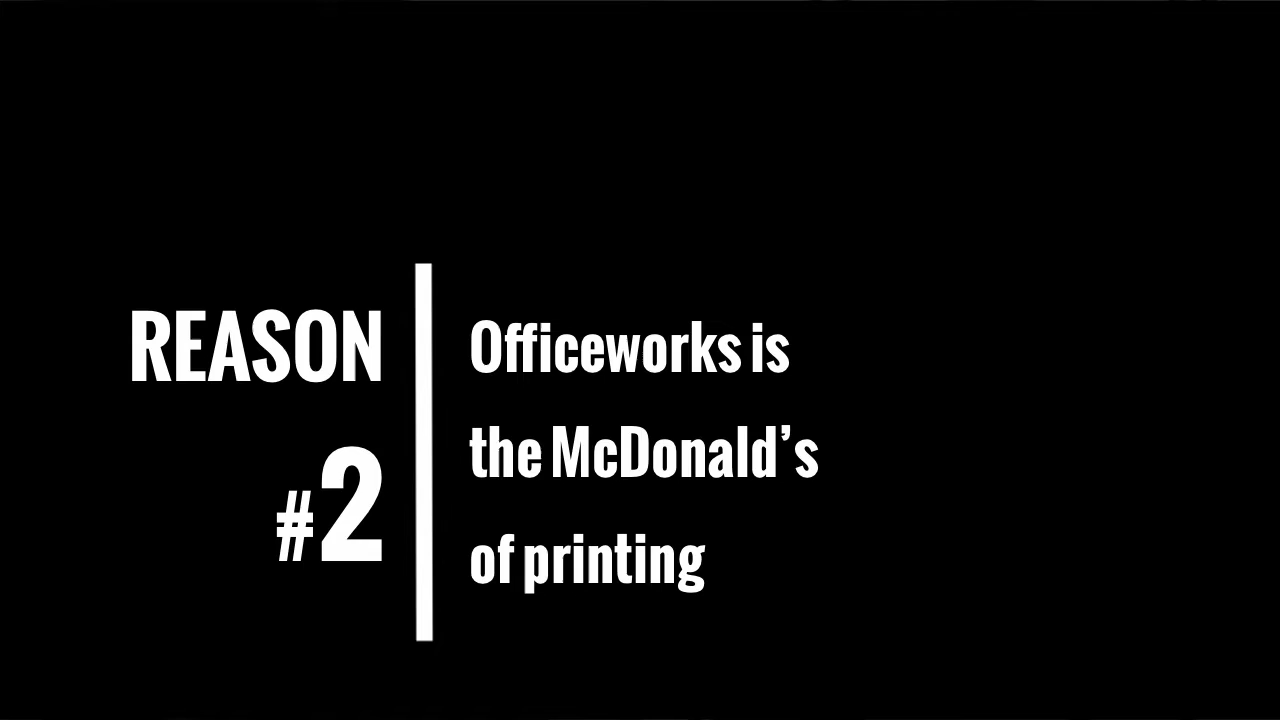 REASON
#2
Officeworks is
the McDonald’s
of printing